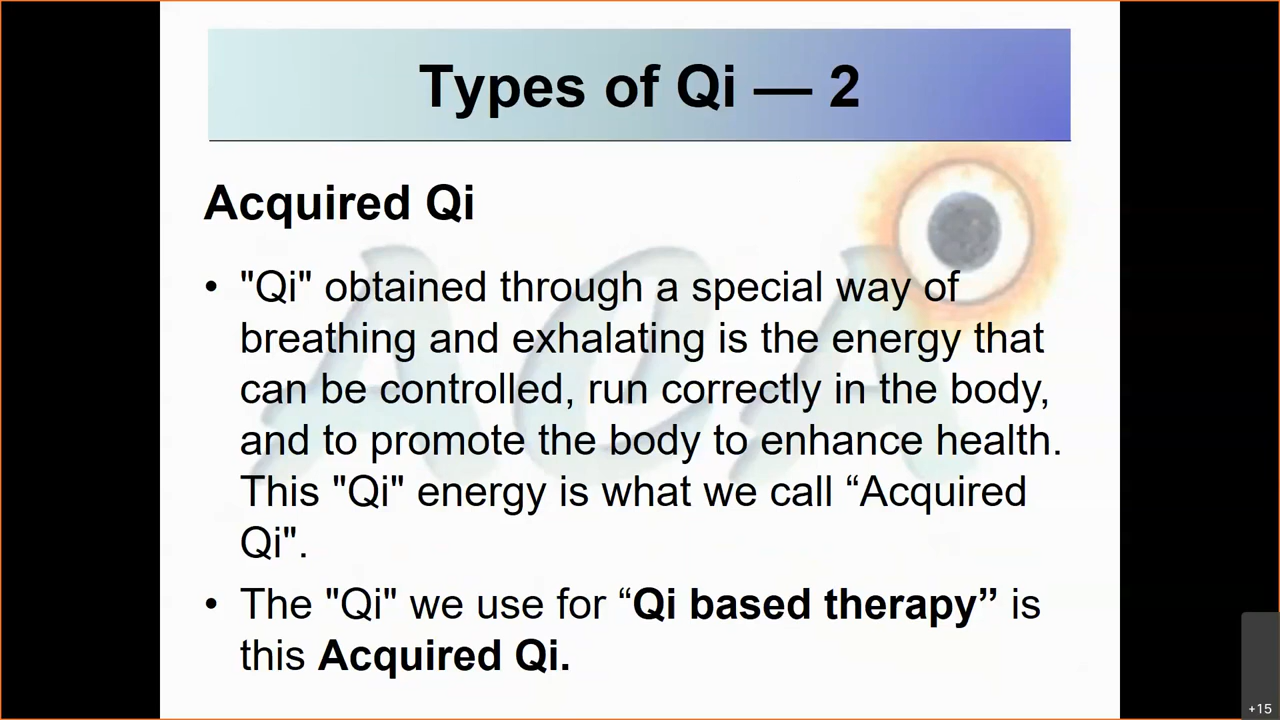 Types of Qi — 2
Acquired Qi
• "Qi" obtained through a special way of
breathing and exhalating is the energy that
can be controlled, run correctly in the body,
and to promote the body to enhance health.
This "Qi" energy is what we call “Acquired
Qi".
• The "Qi" we use for “Qi based therapy” is
this Acquired Qi.
AQA
+15